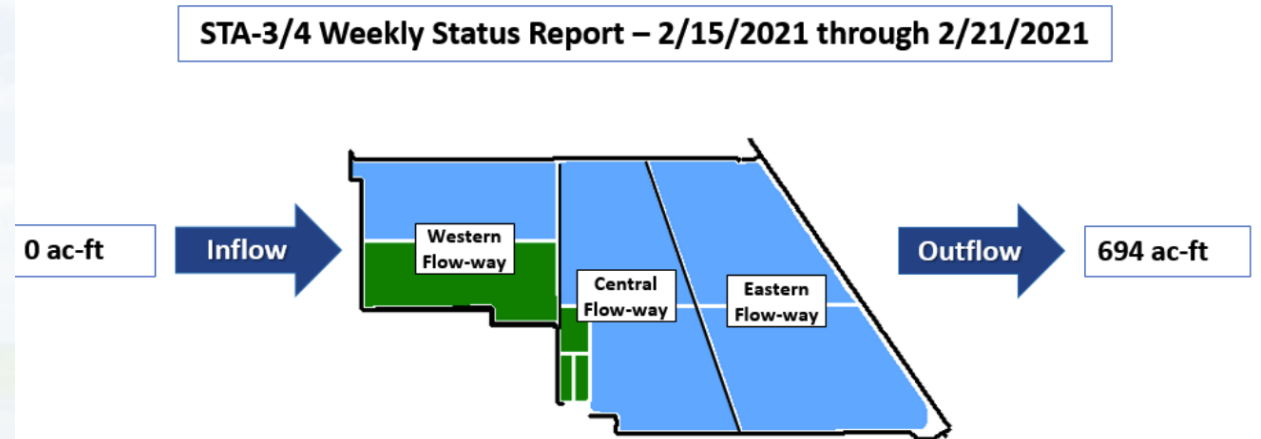 STA-3/4 Weekly Status Report – 2/15/2021 through 2/21/2021
0 ac-ft
Inflow
Western
Flow-way
Central
Flow-way
Eastern
Flow-way
Outflow
694 ac-ft